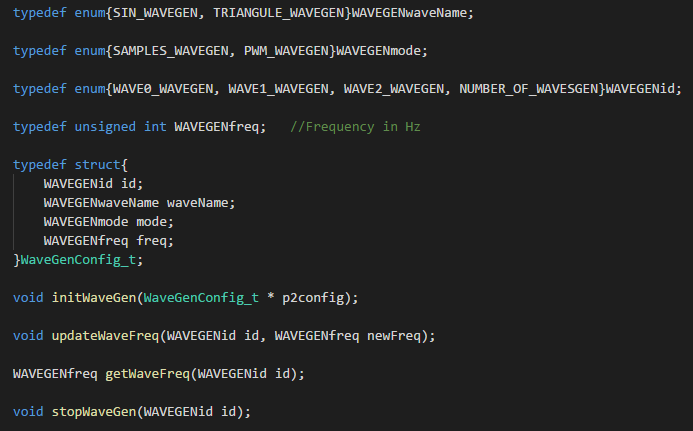 typedef enum{SIN_WAVEGEN, TRIANGULE_WAVEGEN}WAVEGENwaveName;
typedef enum{SAMPLES_WAVEGEN, PWM_WAVEGEN}WAVEGENmode;
typedef enum{WAVE0_WAVEGEN, WAVE1_WAVEGEN, WAVE2_WAVEGEN, NUMBER_OF_WAVESGEN}WAVEGENid;
typedef unsigned int WAVEGENfreq;   //Frequency in Hz
typedef struct{
    WAVEGENid id;
    WAVEGENwaveName waveName;
    WAVEGENmode mode;
    WAVEGENfreq freq;
}WaveGenConfig_t;
void initWaveGen(WaveGenConfig_t * p2config);
void updateWaveFreq(WAVEGENid id, WAVEGENfreq newFreq);
WAVEGENfreq getWaveFreq(WAVEGENid id);
void stopWaveGen(WAVEGENid id);